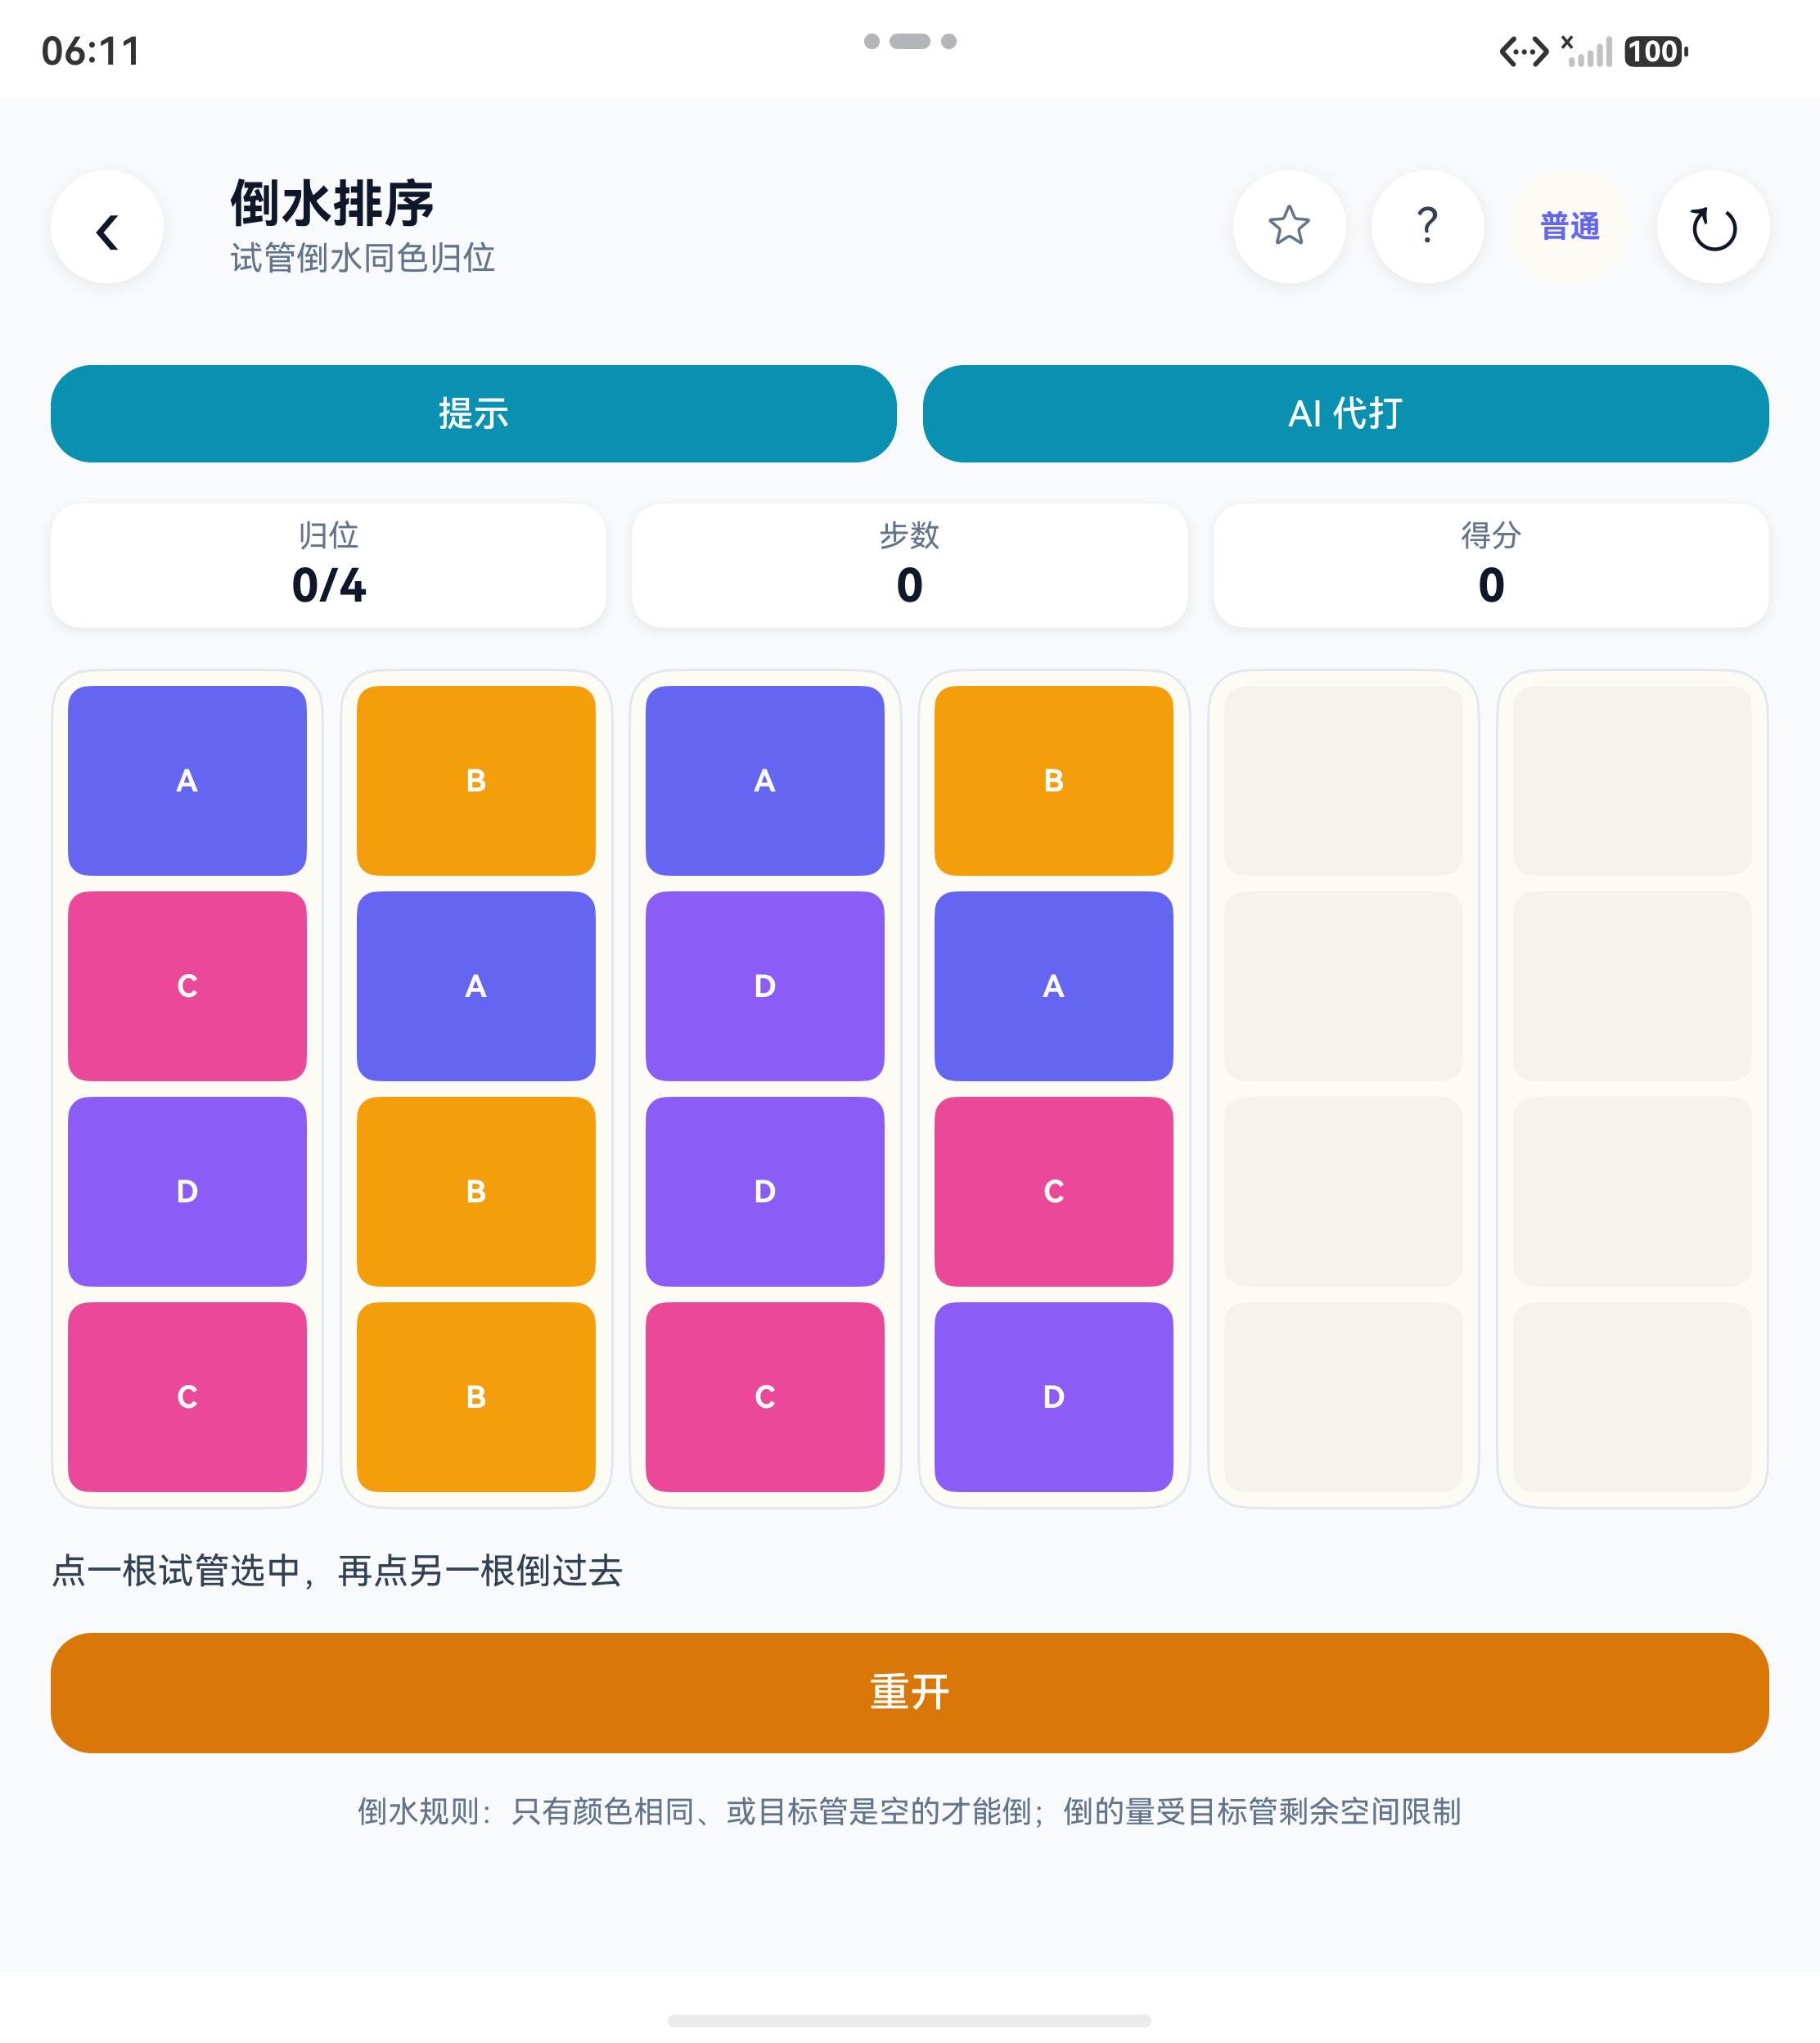 06:11
100
倒水排序
试管倒水同色归位
?
普通
提示
AI 代打
归位
0/4
步数
0
得分
0
A B A B
C A D A
D B D C
C B C D
点一根试管选中，再点另一根倒过去
重开
倒水规则：只有颜色相同、或目标管是空的才能倒；倒的量受目标管剩余空间限制